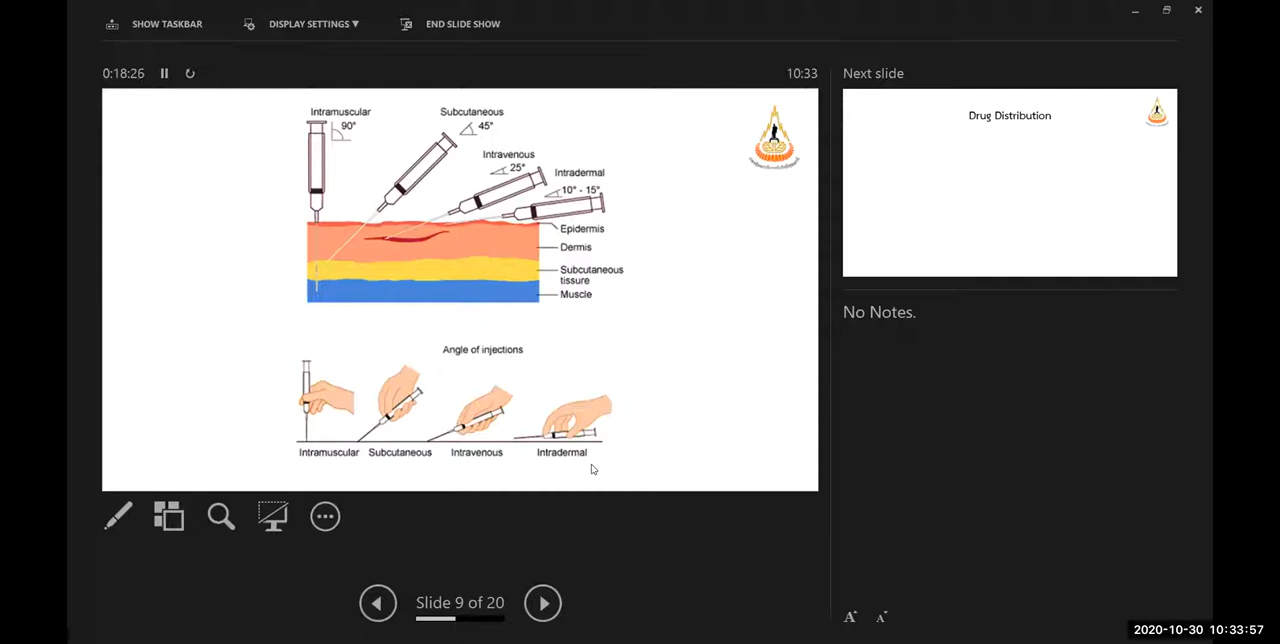 SHOW TASKBAR
DISPLAY SETTINGS ▼
END SLIDE SHOW
0:18:26
10:33
Next slide
Intramuscular
90°
Subcutaneous
45°
Intravenous
25°
Intradermal
10° - 15°
Epidermis
Dermis
Subcutaneous
tissue
Muscle
Angle of injections
Intramuscular Subcutaneous Intravenous Intradermal
Drug Distribution
No Notes.
Slide 9 of 20
A A
2020-10-30 10:33:57